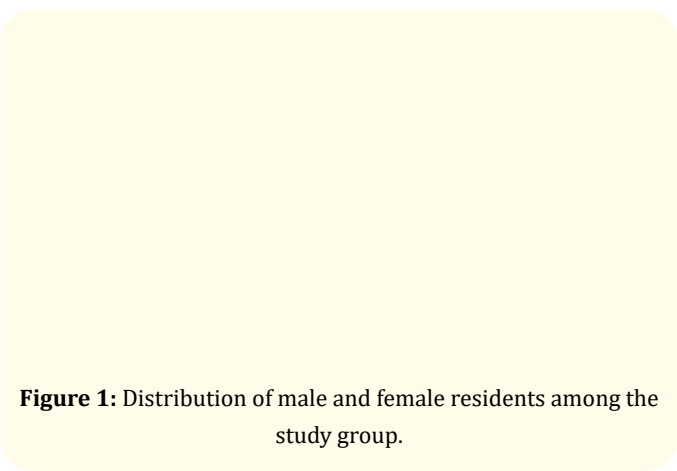 Figure 1: Distribution of male and female residents among the
study group.